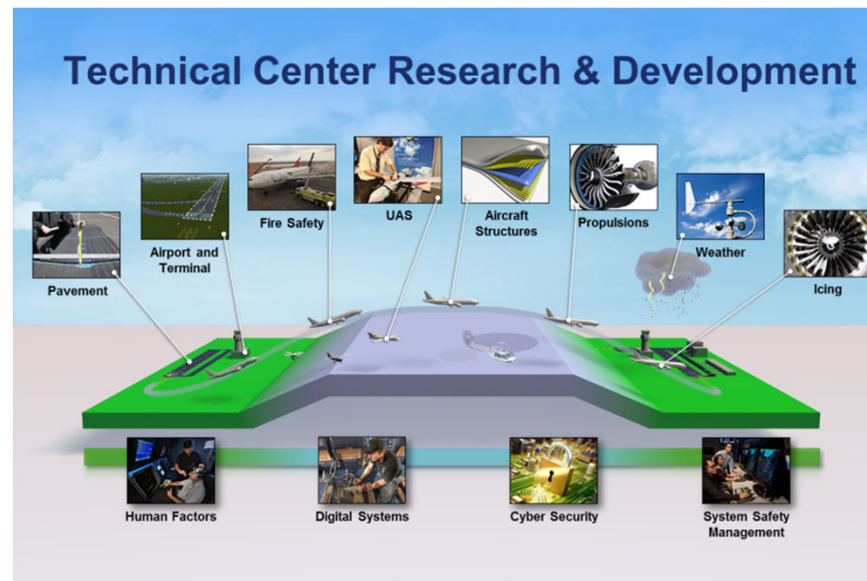 Technical Center Research & Development
Pavement
Airport and
Terminal
Fire Safety
UAS
Aircraft
Structures
Propulsions
Weather
Icing
Human Factors
Digital Systems
Cyber Security
System Safety
Management